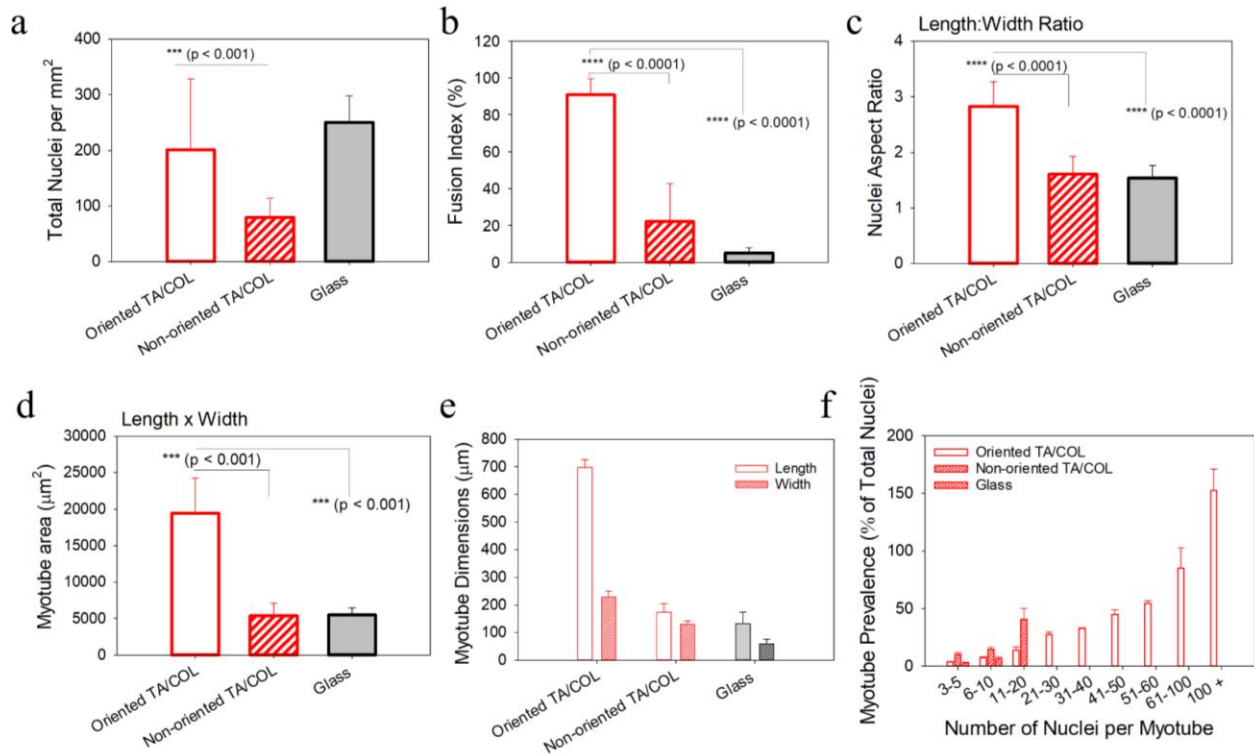 a
400
300
200
100
0
Total Nuclei per mm²
*** (p < 0.001)
Oriented TA/COL
Non-oriented TA/COL
Glass
b
120
100
80
60
40
20
0
Fusion Index (%)
**** (p < 0.0001)
**** (p < 0.0001)
Oriented TA/COL
Non-oriented TA/COL
Glass
c
Length:Width Ratio
4
3
2
1
0
Nuclei Aspect Ratio
**** (p < 0.0001)
**** (p < 0.0001)
Oriented TA/COL
Non-oriented TA/COL
Glass
d
Length x Width
30000
25000
20000
15000
10000
5000
0
Myotube area (μm²)
*** (p < 0.001)
*** (p < 0.001)
Oriented TA/COL
Non-oriented TA/COL
Glass
e
800
700
600
500
400
300
200
100
0
Myotube Dimensions (μm)
Length
Width
Oriented TA/COL
Non-oriented TA/COL
Glass
f
200
150
100
50
0
Myotube Prevalence (% of Total Nuclei)
Oriented TA/COL
Non-oriented TA/COL
Glass
3-5
6-10
11-20
21-30
31-40
41-50
51-60
61-100
100 +
Number of Nuclei per Myotube